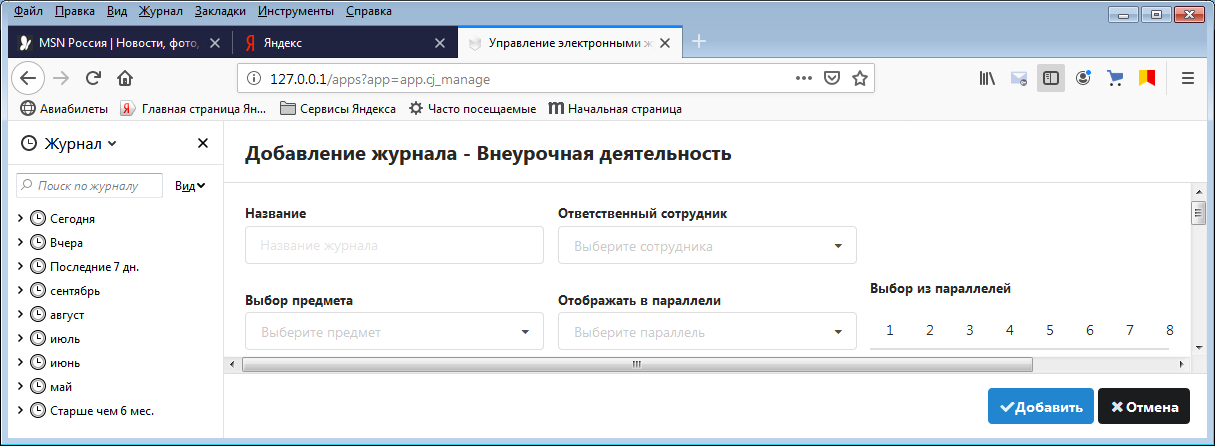 Файл Правка Вид Журнал Закладки Инструменты Справка
MSN Россия | Новости, фото, Яндекс Управление электронными ж
127.0.0.1/apps?app=app.cj_manage
Авиабилеты Главная страница Ян... Сервисы Яндекса Часто посещаемые Начальная страница
Журнал
Поиск по журналу Вид
Сегодня
Вчера
Последние 7 дн.
сентябрь
август
июль
июнь
май
Старше чем 6 мес.
Добавление журнала - Внеурочная деятельность
Название Ответственный сотрудник
Название журнала Выберите сотрудника
Выбор предмета Отображать в параллели Выбор из параллелей
Выберите предмет Выберите параллель 1 2 3 4 5 6 7 8
Добавить Отмена